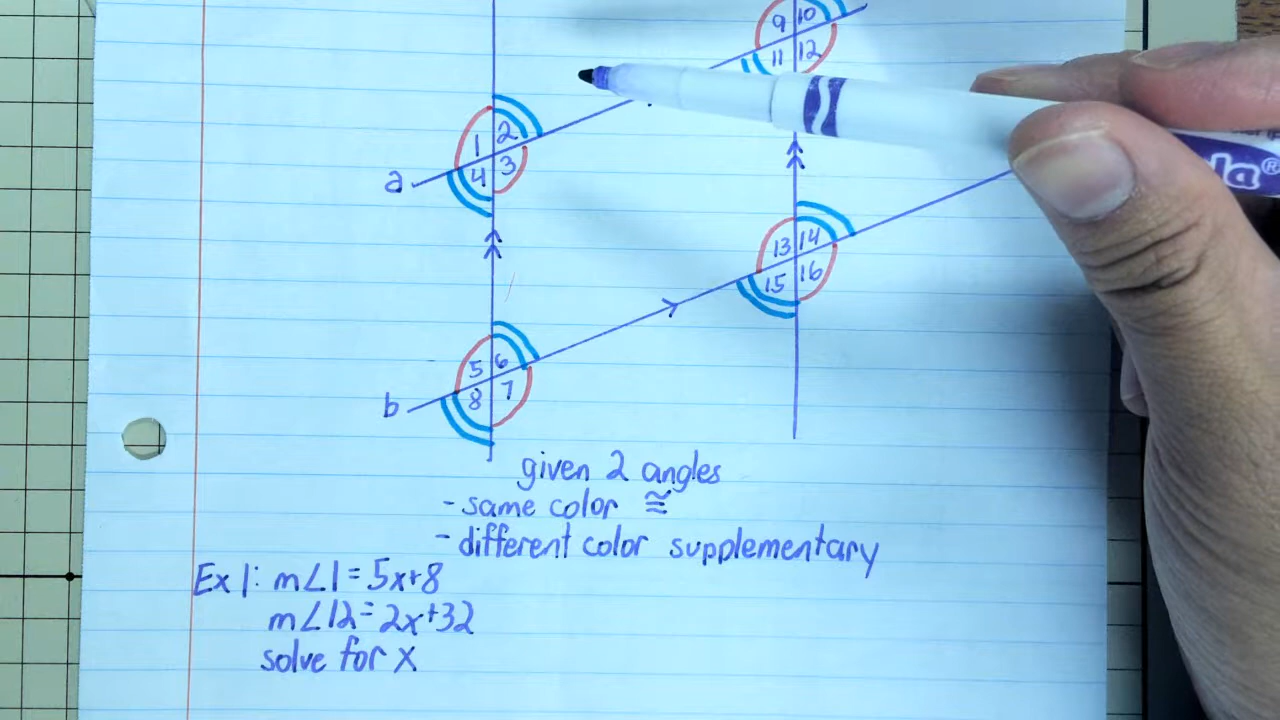 9 10
11 12
1 2
4 3
a
13 14
15 16
5 6
8 7
b
given 2 angles
- same color ≅
- different color supplementary
Ex 1: m∠1 = 5x+8
m∠12 = 2x+32
solve for x
la®